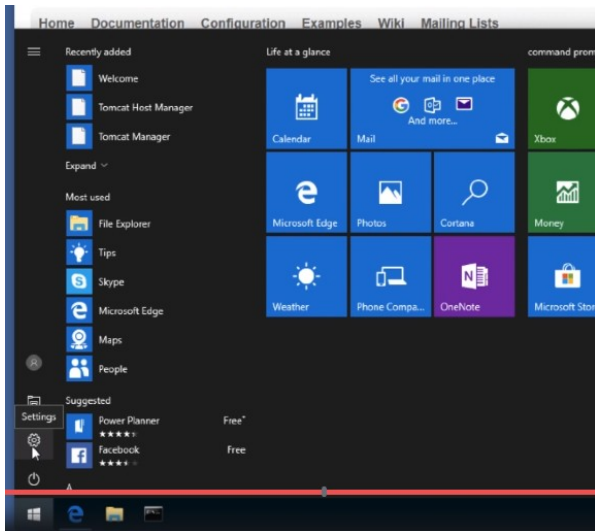 Home Documentation Configuration Examples Wiki Mailing Lists
Recently added
Welcome
Tomcat Host Manager
Tomcat Manager
Expand
Most used
File Explorer
Tips
Skype
Microsoft Edge
Maps
People
Suggested
Power Planner Free*
Facebook Free
A
Settings
Life at a glance
Calendar
See all your mail in one place
And more...
Mail
Microsoft Edge
Photos
Cortana
Weather
Phone Compa...
OneNote
command prom
Xbox
Money
Microsoft Stor